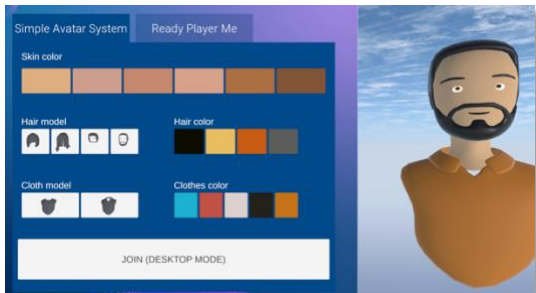 Simple Avatar System
Ready Player Me
Skin color
Hair model
Hair color
Cloth model
Clothes color
JOIN (DESKTOP MODE)